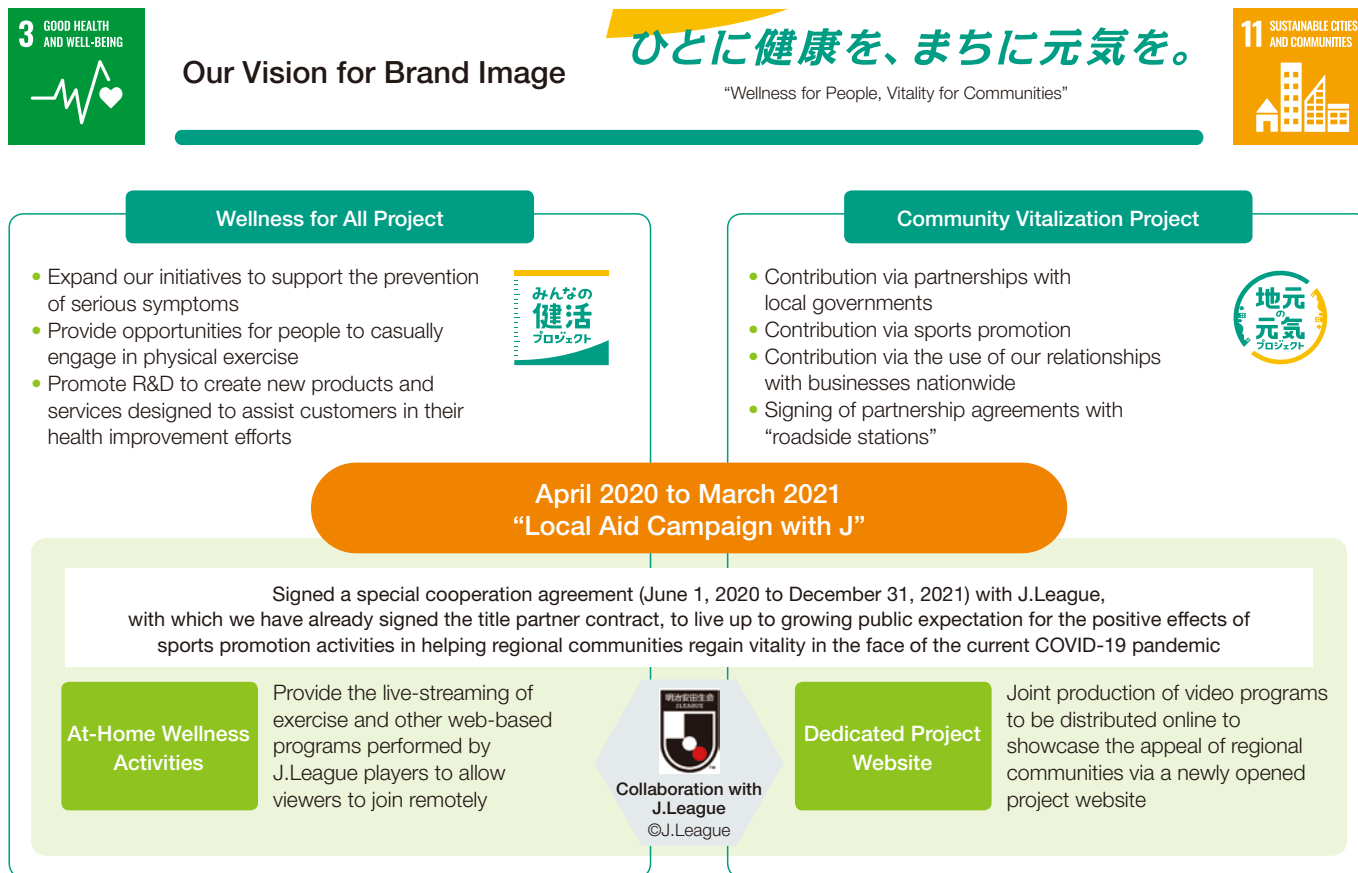 3 GOOD HEALTH
AND WELL-BEING
Our Vision for Brand Image
ひとに健康を、まちに元気を。
“Wellness for People, Vitality for Communities”
11 SUSTAINABLE CITIES
AND COMMUNITIES
Wellness for All Project
• Expand our initiatives to support the prevention
of serious symptoms
• Provide opportunities for people to casually
engage in physical exercise
• Promote R&D to create new products and
services designed to assist customers in their
health improvement efforts
みんなの
健活
プロジェクト
Community Vitalization Project
• Contribution via partnerships with
local governments
• Contribution via sports promotion
• Contribution via the use of our relationships
with businesses nationwide
• Signing of partnership agreements with
“roadside stations”
地元
の
元気
プロジェクト
April 2020 to March 2021
“Local Aid Campaign with J”
Signed a special cooperation agreement (June 1, 2020 to December 31, 2021) with J.League,
with which we have already signed the title partner contract, to live up to growing public expectation for the positive effects of
sports promotion activities in helping regional communities regain vitality in the face of the current COVID-19 pandemic
At-Home Wellness
Activities
Provide the live-streaming of
exercise and other web-based
programs performed by
J.League players to allow
viewers to join remotely
明治安田生命
J.LEAGUE
Collaboration with
J.League
©J.League
Dedicated Project
Website
Joint production of video programs
to be distributed online to
showcase the appeal of regional
communities via a newly opened
project website